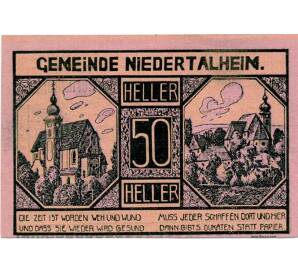 GEMEINDE NIEDERTALHEIM.
HELLER
50
HELLER
DIE ZEIT IST WORDEN WEH UND WUND
UND DASS SIE WIEDER WIRD GESUND
MUSS JEDER SCHAFFEN DORT UND HIER
DANN GIBTS DUKATEN STATT PAPIER